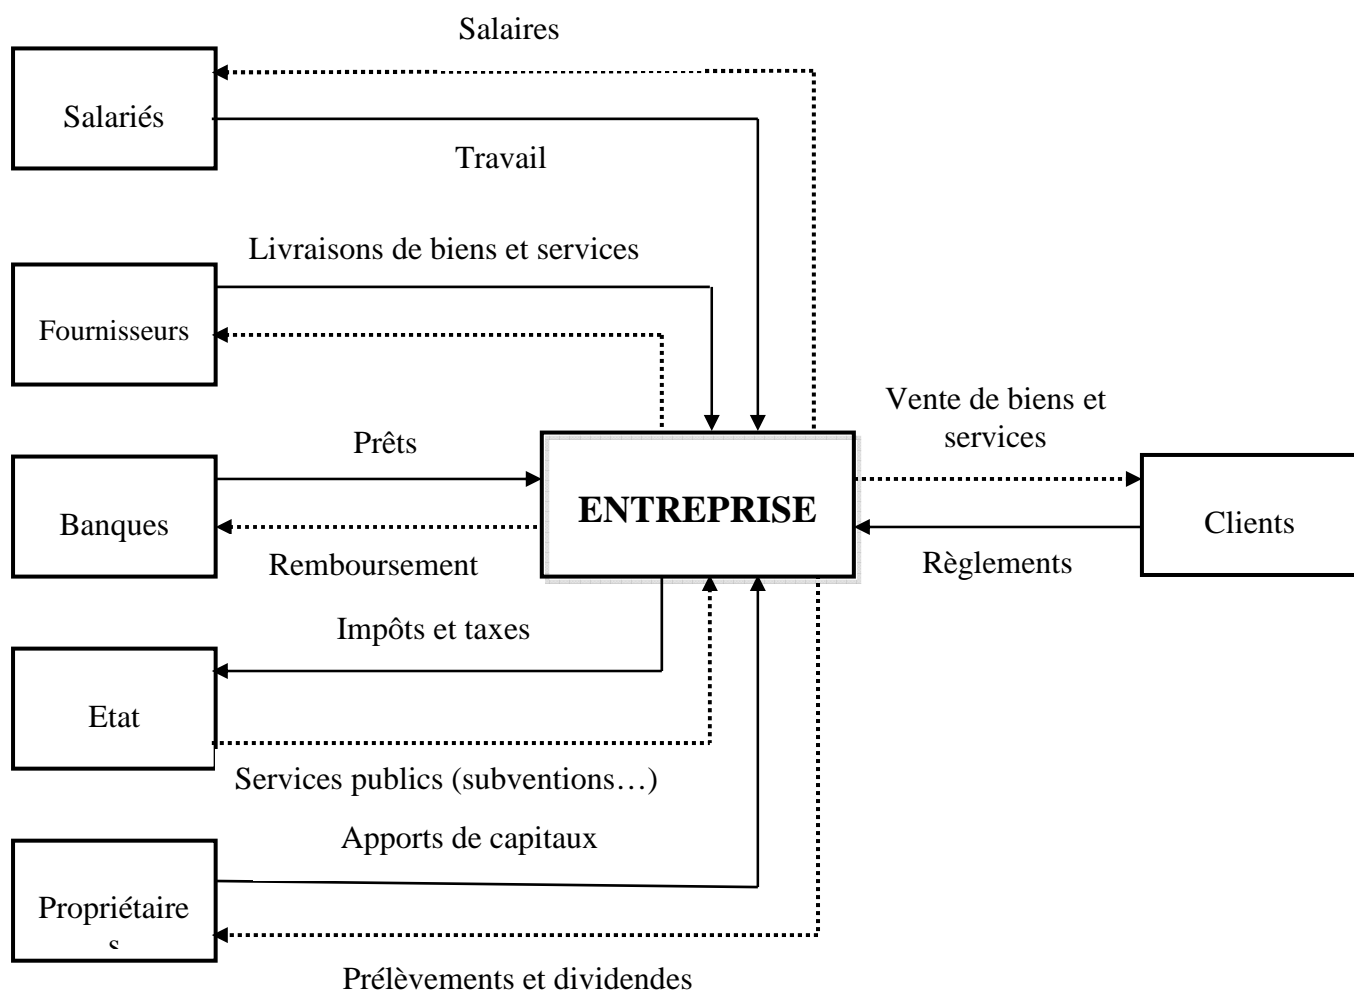 Salaires
Salariés
Travail
Livraisons de biens et services
Fournisseurs
Vente de biens et
services
Prêts
ENTREPRISE
Banques
Clients
Remboursement
Règlements
Impôts et taxes
Etat
Services publics (subventions…)
Apports de capitaux
Propriétaire
s
Prélèvements et dividendes